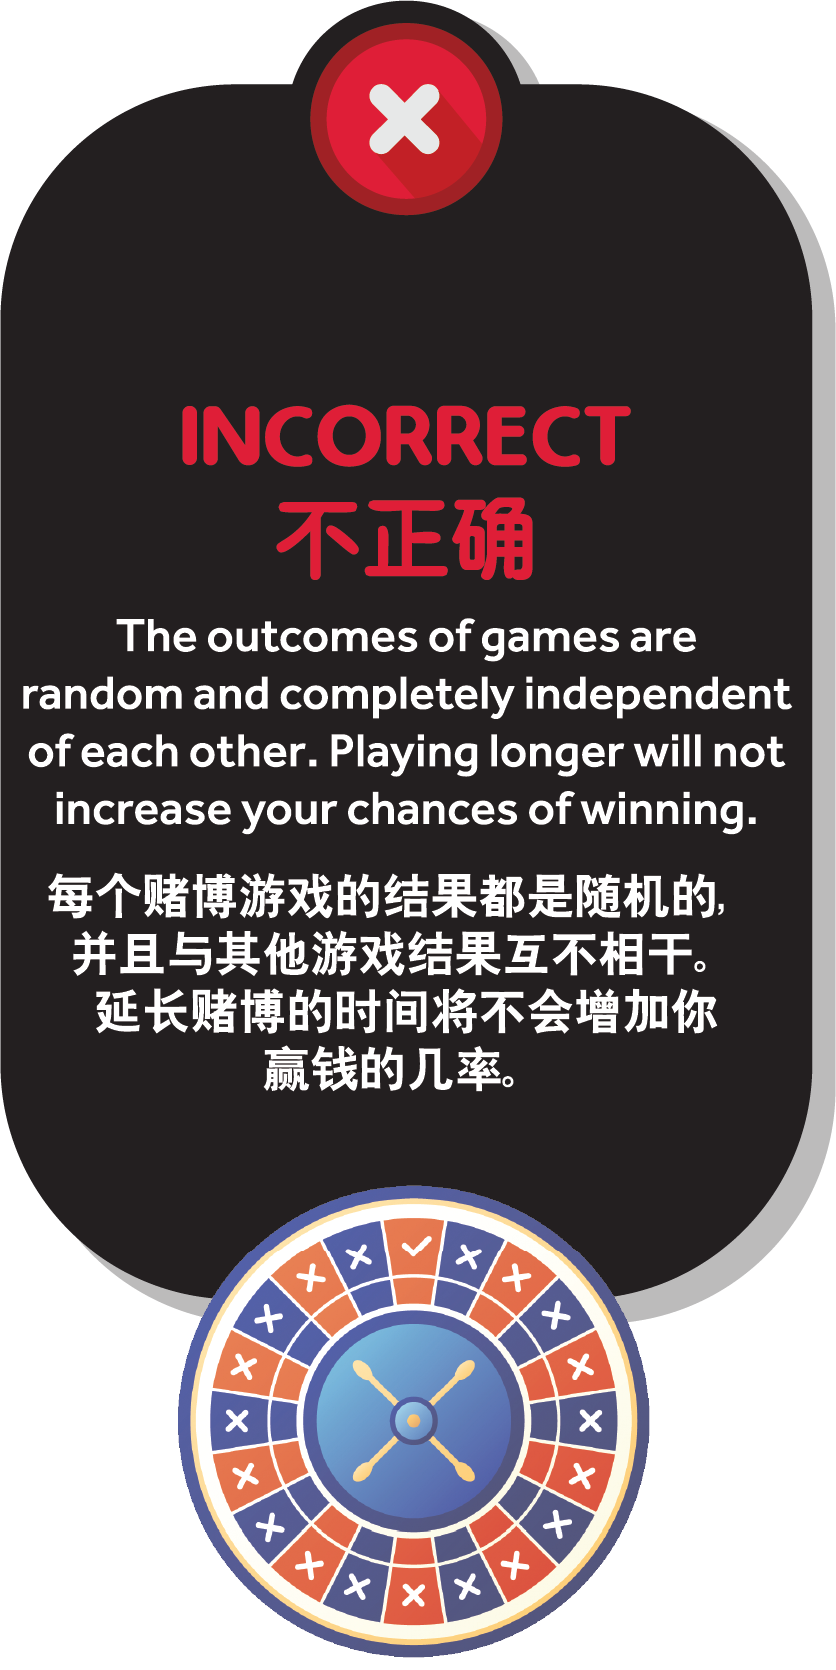 INCORRECT
不正确
The outcomes of games are
random and completely independent
of each other. Playing longer will not
increase your chances of winning.
每个赌博游戏的结果都是随机的,
并且与其他游戏结果互不相干。
延长赌博的时间将不会增加你
赢钱的几率。